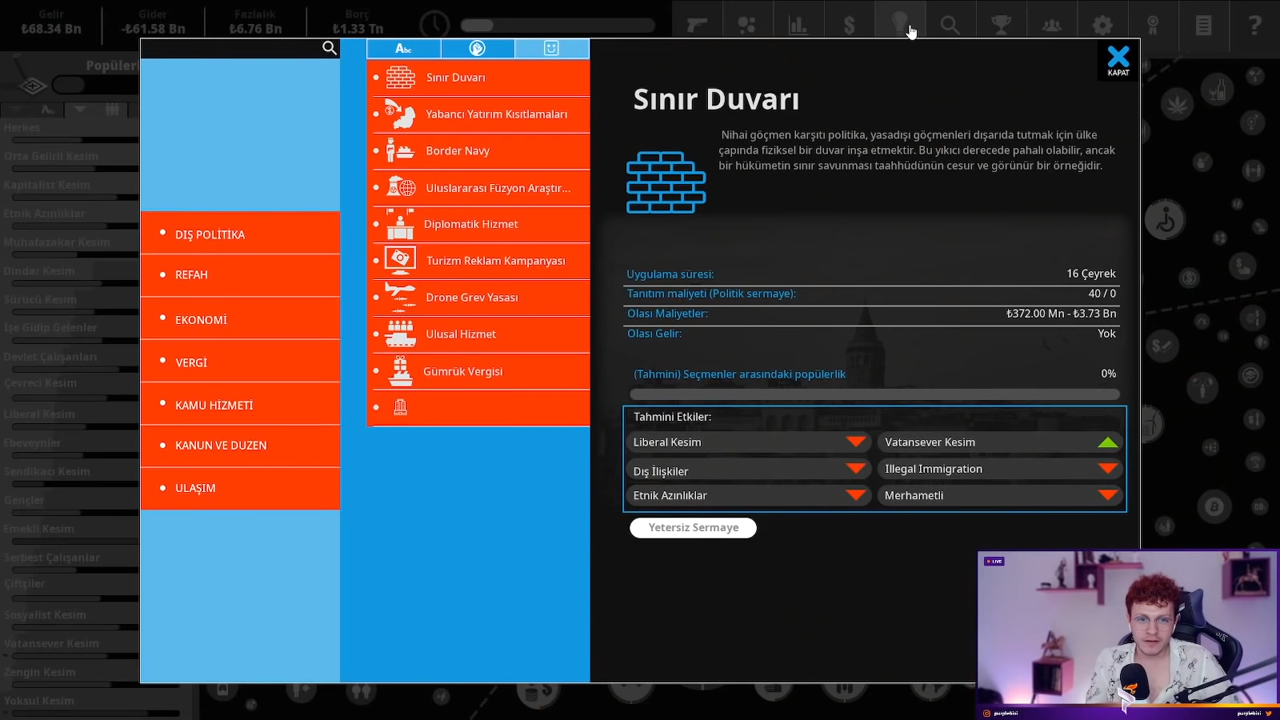 Gelir
Gider
Fazlalık
Borç
₺68.34 Bn
-₺61.58 Bn
₺6.76 Bn
₺1.33 Tn
Popüleri
Herkes
Orta Gelirli Kesim
Kapitalist Kesim
Etnik Azınlıklar
Muhafazakar Kesim
Dindar Kesim
Sürücü Kesim
İşe Gidip Gelenler
Devlet Çalışanları
Çevreci Kesim
Liberal Kesim
Ebeveynler
Sendikacı Kesim
Gençler
Emekli Kesim
Serbest Çalışanlar
Çiftçiler
Sosyalist Kesim
Vatansever Kesim
Zengin Kesim
Yoksul Kesim
DIŞ POLİTİKA
REFAH
EKONOMİ
VERGİ
KAMU HİZMETİ
KANUN VE DUZEN
ULAŞIM
Abc
Sınır Duvarı
Yabancı Yatırım Kısıtlamaları
Border Navy
Uluslararası Füzyon Araştır...
Diplomatik Hizmet
Turizm Reklam Kampanyası
Drone Grev Yasası
Ulusal Hizmet
Gümrük Vergisi
KAPAT
Sınır Duvarı
Nihai göçmen karşıti politika, yasadışı göçmenleri dışarıda tutmak için ülke
çapında fiziksel bir duvar inşa etmektir. Bu yıkıcı derecede pahalı olabilir, ancak
bir hükümetin sınır savunması taahhüdünün cesur ve görünür bir örneğidir.
Uygulama süresi: 16 Çeyrek
Tanıtım maliyeti (Politik sermaye): 40 / 0
Olası Maliyetler: ₺372.00 Mn - ₺3.73 Bn
Olası Gelir: Yok
(Tahmini) Seçmenler arasındaki popülerlik 0%
Tahmini Etkiler:
Liberal Kesim Vatansever Kesim
Dış İlişkiler Illegal Immigration
Etnik Azınlıklar Merhametli
Yetersiz Sermaye
LIVE
purplebixi purplebixi